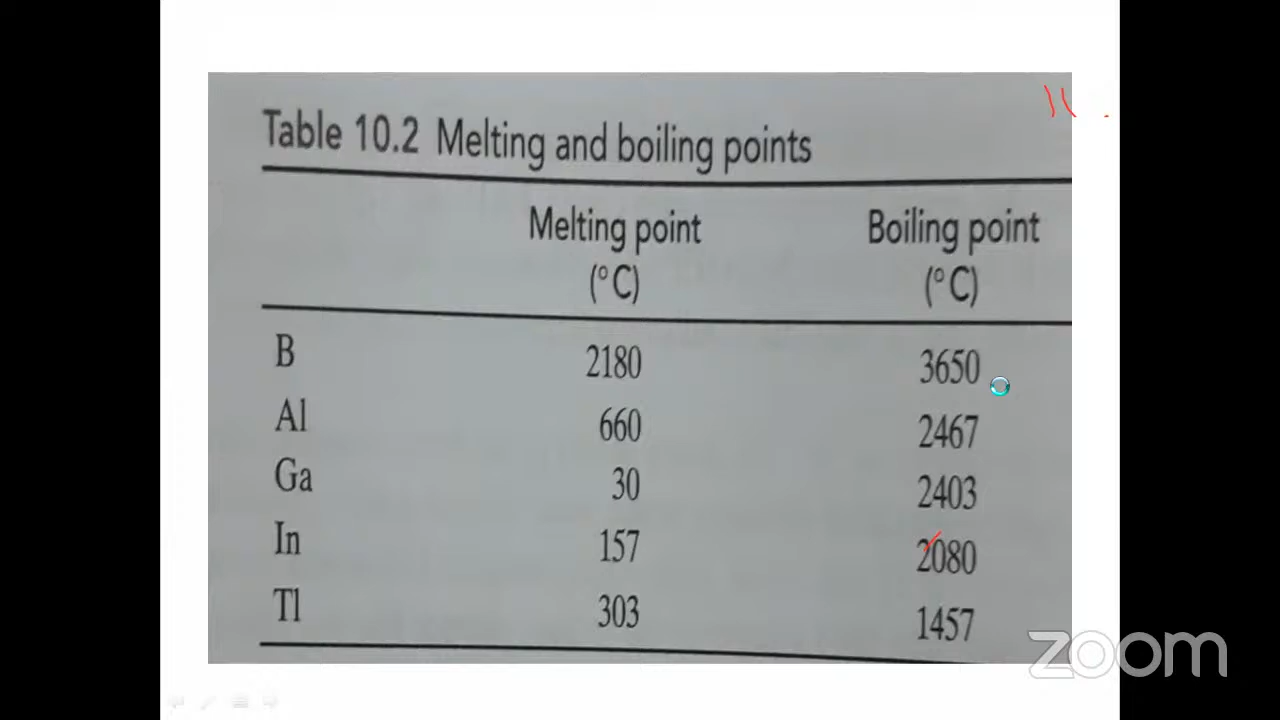 Table 10.2 Melting and boiling points
Melting point Boiling point
(°C) (°C)
B 2180 3650
Al 660 2467
Ga 30 2403
In 157 2080
Tl 303 1457
zoom